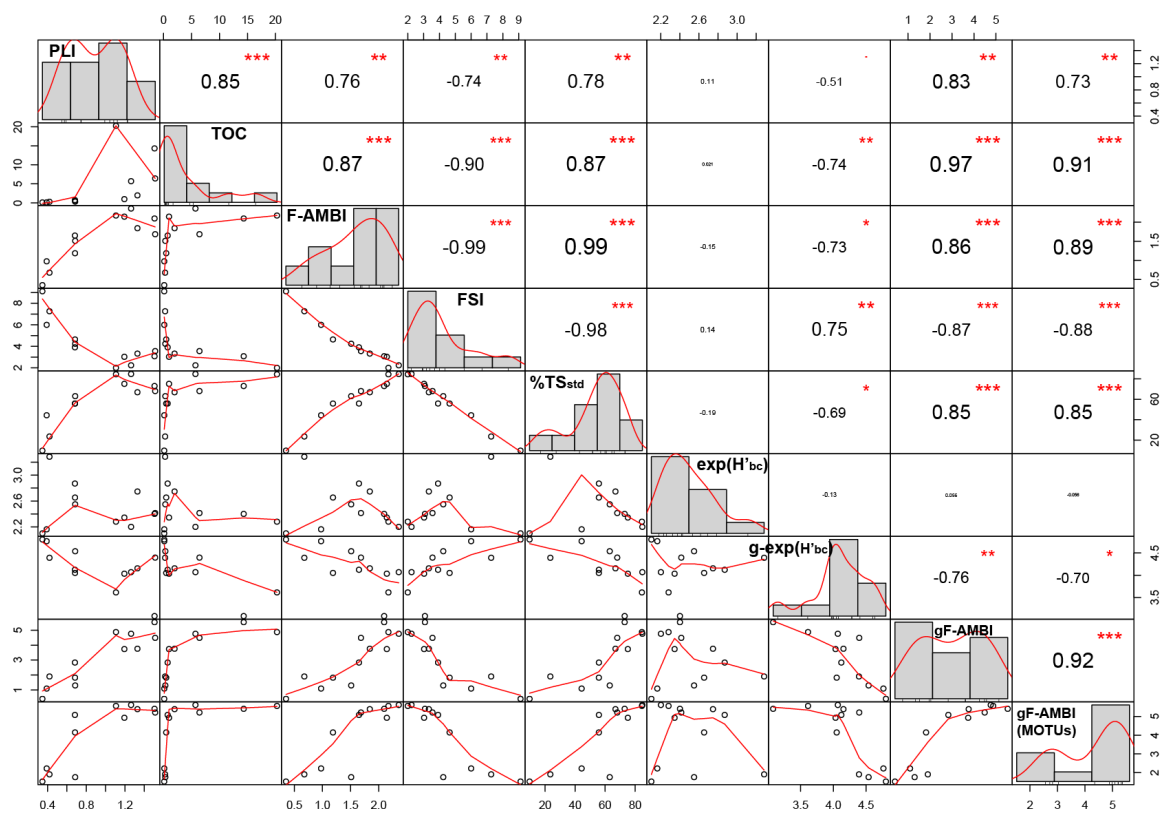 0 5 10 15 20 2 3 4 5 6 7 8 9 2.2 2.6 3.0 1 2 3 4 5
PLI *** ** ** ** . ** **
0.85 0.76 -0.74 0.78 0.11 -0.51 0.83 0.73 0.4 0.8 1.2
0 5 10 20 TOC *** *** *** ** *** ***
0.87 -0.90 0.87 0.021 -0.74 0.97 0.91
F-AMBI *** *** * *** ***
-0.99 0.99 -0.15 -0.73 0.86 0.89 0.5 1.5
2 4 6 8 FSI *** ** *** ***
-0.98 0.14 0.75 -0.87 -0.88
%TSstd * *** ***
-0.19 -0.69 0.85 0.85 20 60
2.2 2.6 3.0 exp(H'bc)
-0.13
g-exp(H'bc) ** *
-0.76 -0.70 3.5 4.5
1 3 5 gF-AMBI ***
0.92
gF-AMBI
(MOTUs) 2 3 4 5
0.4 0.8 1.2 0.5 1.0 1.5 2.0 20 40 60 80 3.0 3.5 4.0 4.5 2 3 4 5